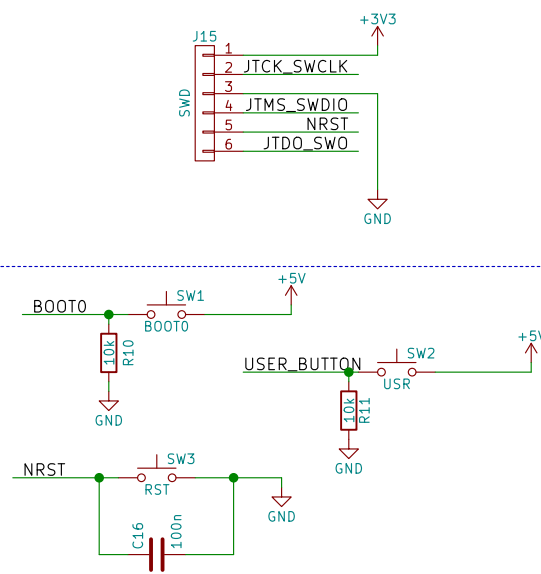 +3V3
J15
SWD
1
2 JTCK_SWCLK
3
4 JTMS_SWDIO
5 NRST
6 JTDO_SWO
GND
+5V
BOOT0 SW1
BOOT0
10k R10
GND
+5V
USER_BUTTON SW2
USR
10k R11
GND
NRST SW3
RST
GND
C16 100n